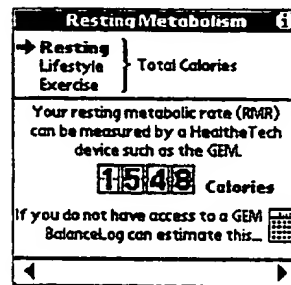 Resting Metabolism i
Resting
Lifestyle
Exercise
Total Calories
Your resting metabolic rate (RMR)
can be measured by a HealtheTech
device such as the GEM.
1548 Calories
If you do not have access to a GEM
BalanceLog can estimate this...